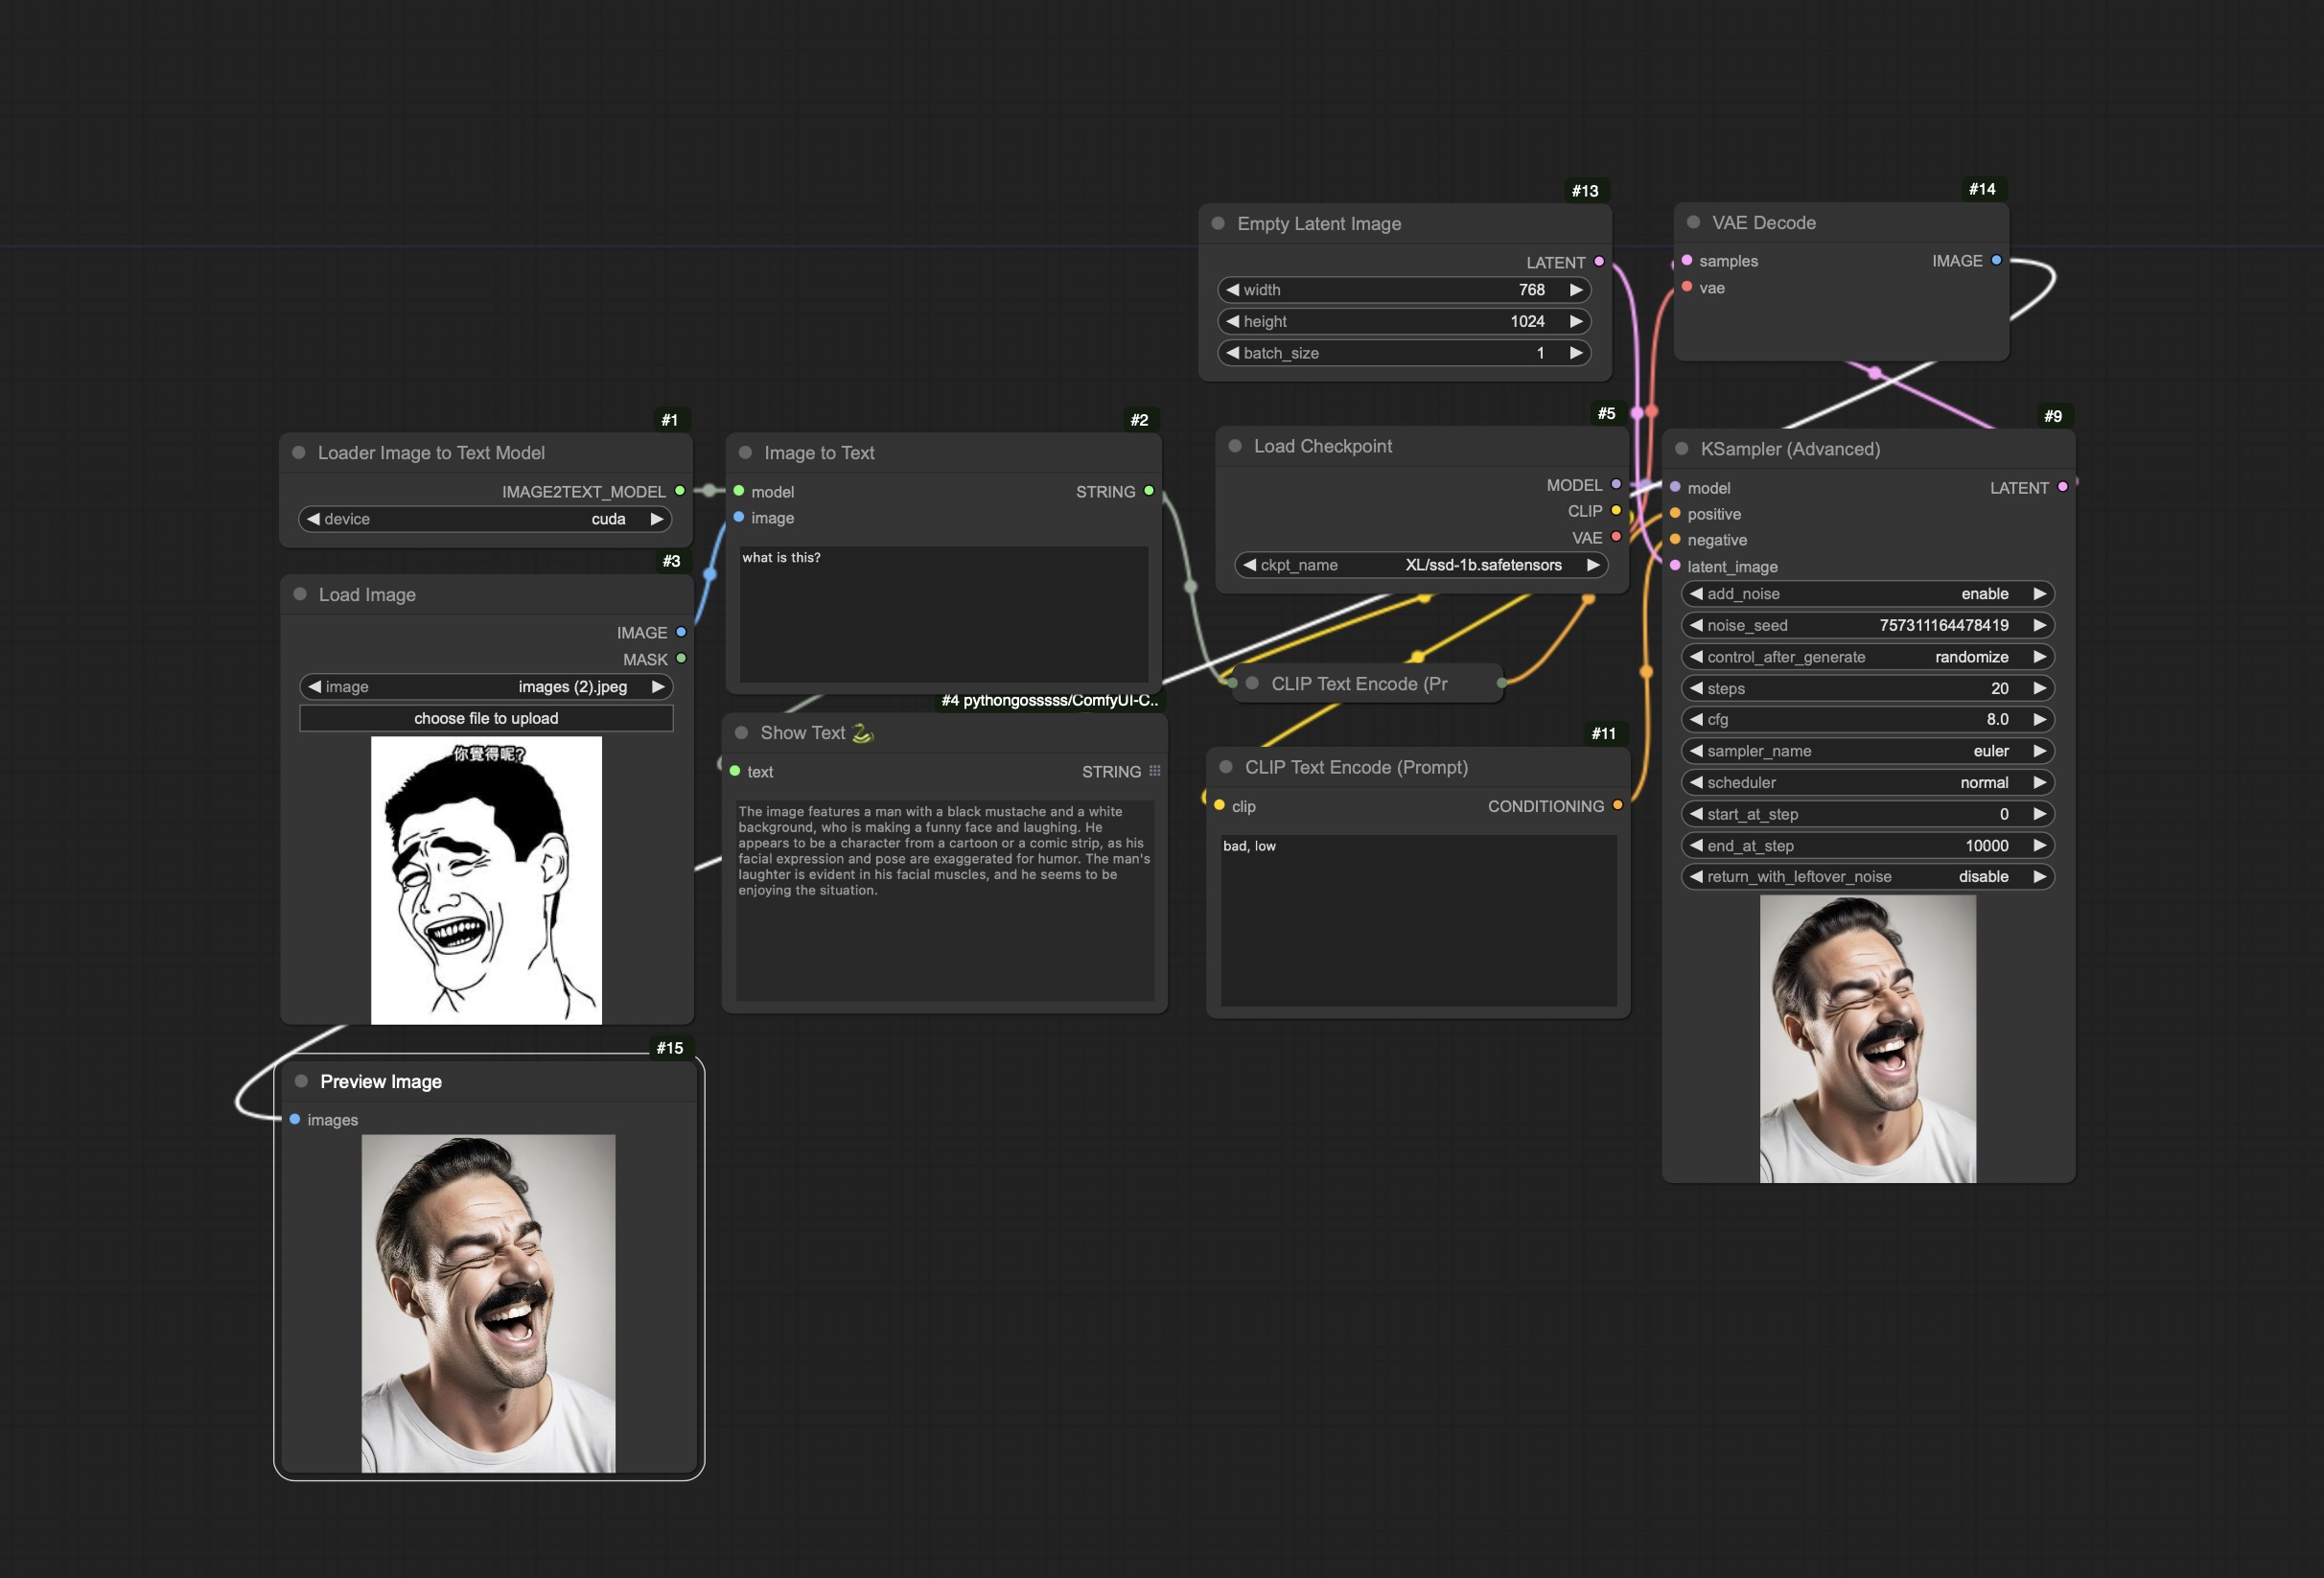 #13
Empty Latent Image
LATENT
width 768
height 1024
batch_size 1
#14
VAE Decode
samples IMAGE
vae
#1
Loader Image to Text Model
IMAGE2TEXT_MODEL
device cuda
#2
Image to Text
model STRING
image
what is this?
#5
Load Checkpoint
MODEL
CLIP
VAE
ckpt_name XL/ssd-1b.safetensors
#9
KSampler (Advanced)
model LATENT
positive
negative
latent_image
add_noise enable
noise_seed 757311164478419
control_after_generate randomize
steps 20
cfg 8.0
sampler_name euler
scheduler normal
start_at_step 0
end_at_step 10000
return_with_leftover_noise disable
#3
Load Image
IMAGE
MASK
image images (2).jpeg
choose file to upload
你覺得呢?
#4 pythongosssss/ComfyUI-C..
Show Text 🐍
text STRING
The image features a man with a black mustache and a white
background, who is making a funny face and laughing. He
appears to be a character from a cartoon or a comic strip, as his
facial expression and pose are exaggerated for humor. The man's
laughter is evident in his facial muscles, and he seems to be
enjoying the situation.
CLIP Text Encode (Pr
#11
CLIP Text Encode (Prompt)
clip CONDITIONING
bad, low
#15
Preview Image
images